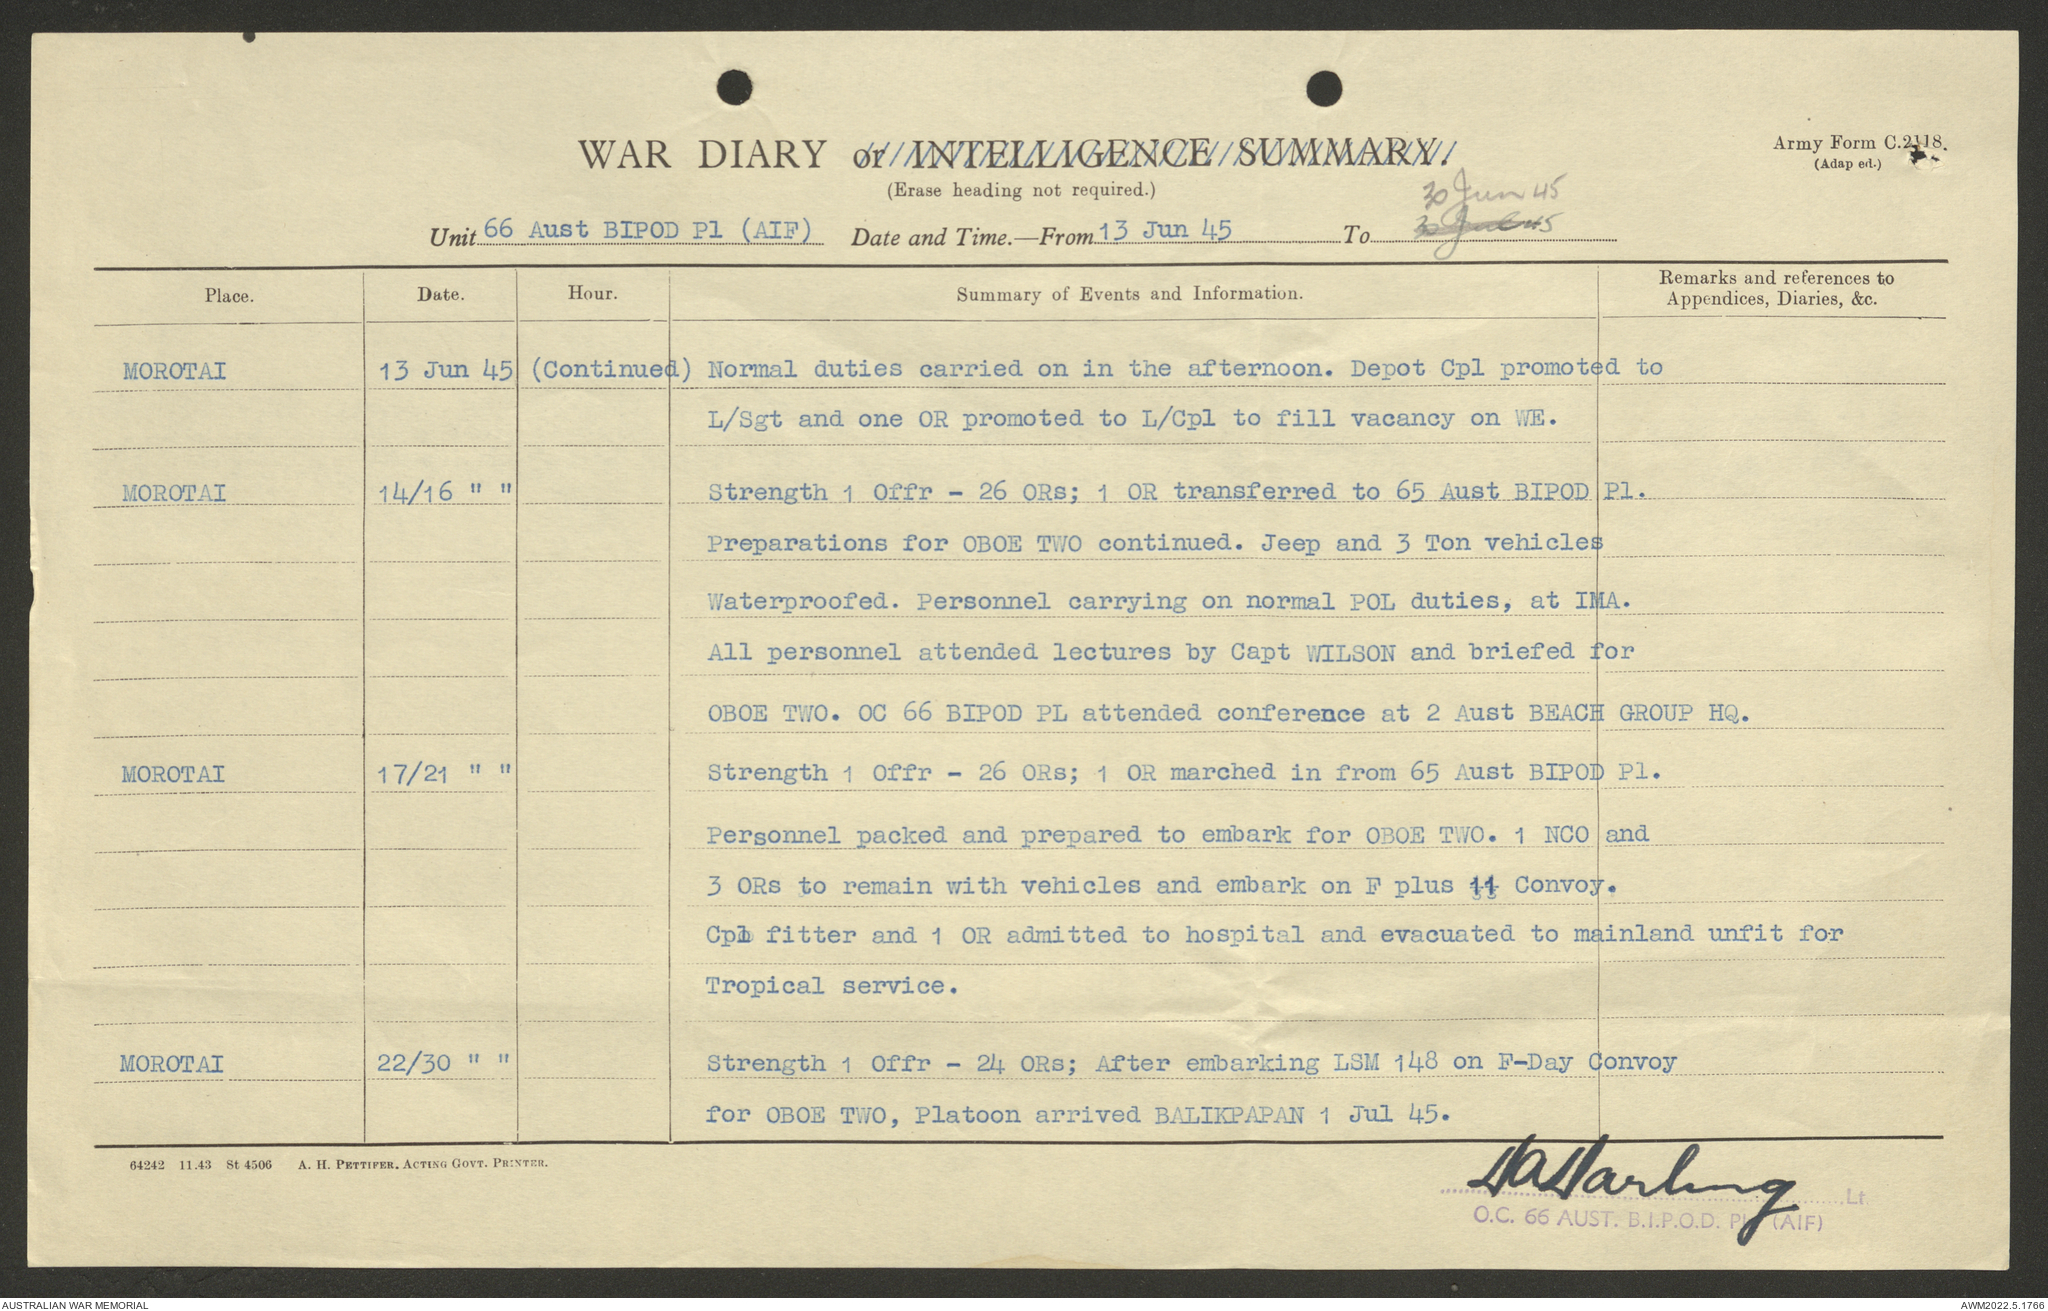 WAR DIARY or INTELLIGENCE SUMMARY.
Army Form C.2118.
(Adap ed.)
(Erase heading not required.)
30 Jun 45
Unit 66 Aust BIPOD Pl (AIF) Date and Time.—From 13 Jun 45 To 30 Jul 45
Place. Date. Hour. Summary of Events and Information. Remarks and references to
Appendices, Diaries, &c.
MOROTAI 13 Jun 45 (Continued) Normal duties carried on in the afternoon. Depot Cpl promoted to
L/Sgt and one OR promoted to L/Cpl to fill vacancy on WE.
MOROTAI 14/16 " " Strength 1 Offr - 26 ORs; 1 OR transferred to 65 Aust BIPOD Pl.
Preparations for OBOE TWO continued. Jeep and 3 Ton vehicles
Waterproofed. Personnel carrying on normal POL duties, at IMA.
All personnel attended lectures by Capt WILSON and briefed for
OBOE TWO. OC 66 BIPOD PL attended conference at 2 Aust BEACH GROUP HQ.
MOROTAI 17/21 " " Strength 1 Offr - 26 ORs; 1 OR marched in from 65 Aust BIPOD Pl.
Personnel packed and prepared to embark for OBOE TWO. 1 NCO and
3 ORs to remain with vehicles and embark on F plus 11 Convoy.
Cpl fitter and 1 OR admitted to hospital and evacuated to mainland unfit for
Tropical service.
MOROTAI 22/30 " " Strength 1 Offr - 24 ORs; After embarking LSM 148 on F-Day Convoy
for OBOE TWO, Platoon arrived BALIKPAPAN 1 Jul 45.
64242 11.43 St 4506 A. H. PETTIFER. ACTING GOVT. PRINTER.
DADarling Lt.
O.C. 66 AUST. B.I.P.O.D. PL (AIF)
AUSTRALIAN WAR MEMORIAL
AWM2022.5.1766